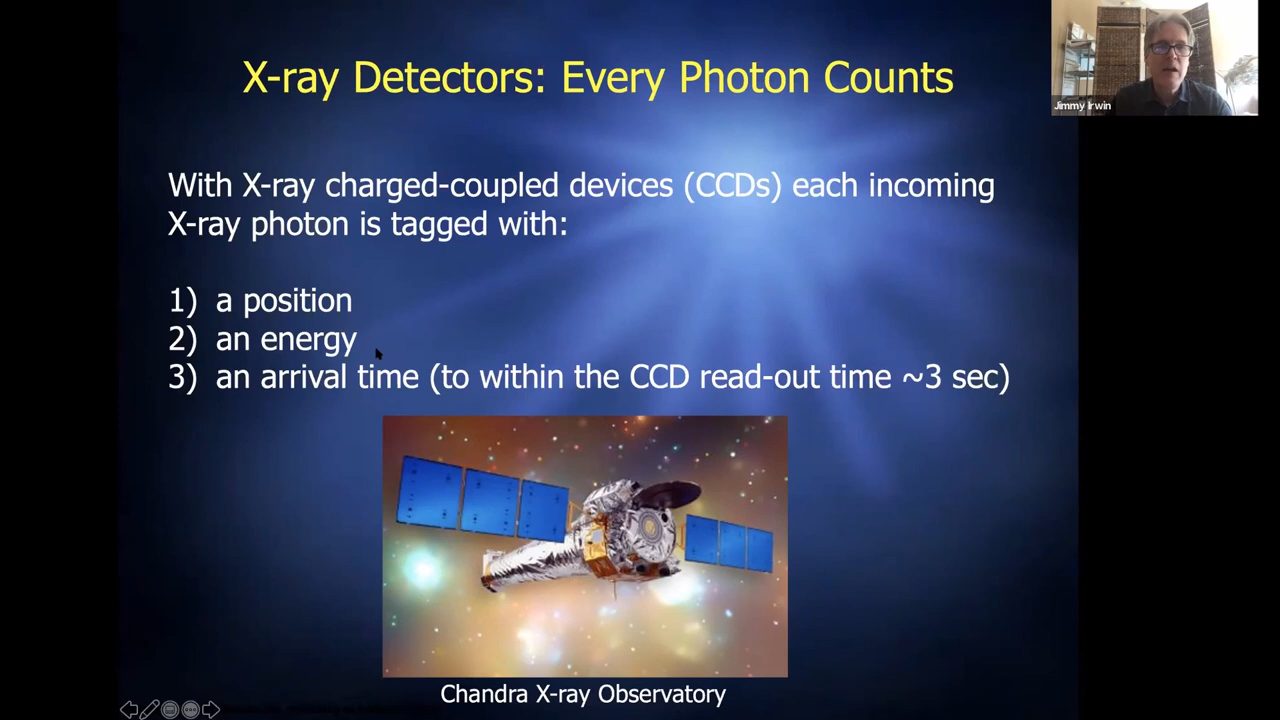 X-ray Detectors: Every Photon Counts
Jimmy Irwin
With X-ray charged-coupled devices (CCDs) each incoming
X-ray photon is tagged with:
1) a position
2) an energy
3) an arrival time (to within the CCD read-out time ~3 sec)
Chandra X-ray Observatory